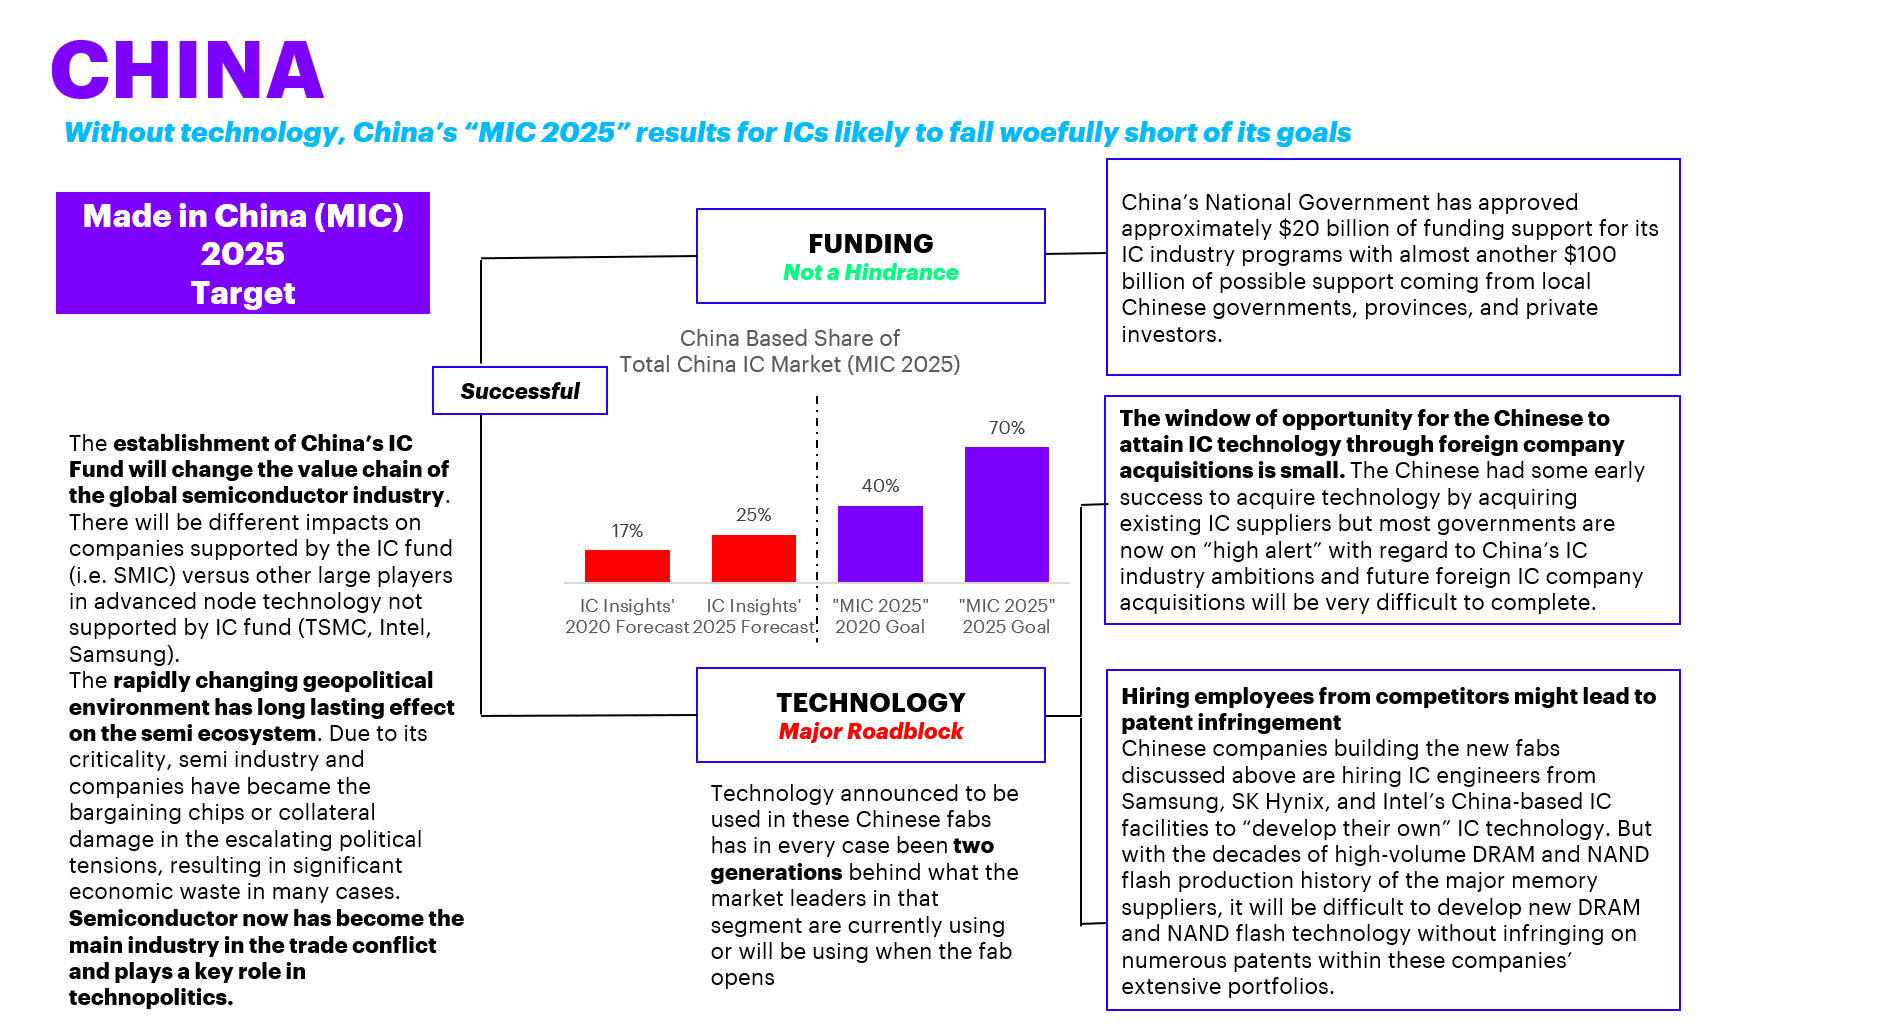 CHINA
Without technology, China’s “MIC 2025” results for ICs likely to fall woefully short of its goals
Made in China (MIC)
2025
Target
Successful
The establishment of China’s IC
Fund will change the value chain of
the global semiconductor industry.
There will be different impacts on
companies supported by the IC fund
(i.e. SMIC) versus other large players
in advanced node technology not
supported by IC fund (TSMC, Intel,
Samsung).
The rapidly changing geopolitical
environment has long lasting effect
on the semi ecosystem. Due to its
criticality, semi industry and
companies have became the
bargaining chips or collateral
damage in the escalating political
tensions, resulting in significant
economic waste in many cases.
Semiconductor now has become the
main industry in the trade conflict
and plays a key role in
technopolitics.
FUNDING
Not a Hindrance
China Based Share of
Total China IC Market (MIC 2025)
17%
25%
40%
70%
IC Insights'
2020 Forecast
IC Insights'
2025 Forecast
"MIC 2025"
2020 Goal
"MIC 2025"
2025 Goal
TECHNOLOGY
Major Roadblock
Technology announced to be
used in these Chinese fabs
has in every case been two
generations behind what the
market leaders in that
segment are currently using
or will be using when the fab
opens
China’s National Government has approved
approximately $20 billion of funding support for its
IC industry programs with almost another $100
billion of possible support coming from local
Chinese governments, provinces, and private
investors.
The window of opportunity for the Chinese to
attain IC technology through foreign company
acquisitions is small. The Chinese had some early
success to acquire technology by acquiring
existing IC suppliers but most governments are
now on “high alert” with regard to China’s IC
industry ambitions and future foreign IC company
acquisitions will be very difficult to complete.
Hiring employees from competitors might lead to
patent infringement
Chinese companies building the new fabs
discussed above are hiring IC engineers from
Samsung, SK Hynix, and Intel’s China-based IC
facilities to “develop their own” IC technology. But
with the decades of high-volume DRAM and NAND
flash production history of the major memory
suppliers, it will be difficult to develop new DRAM
and NAND flash technology without infringing on
numerous patents within these companies’
extensive portfolios.